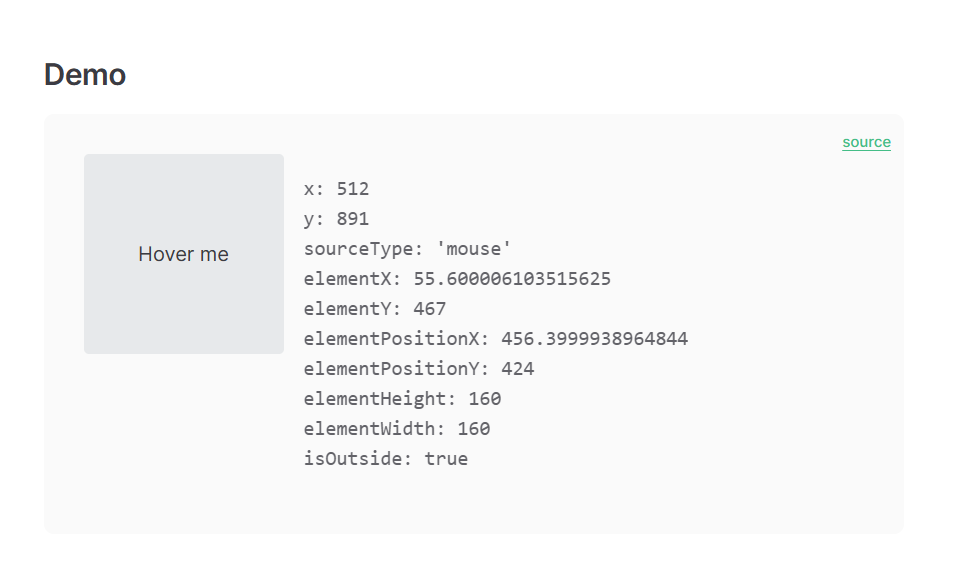 Demo
source
Hover me
x: 512
y: 891
sourceType: 'mouse'
elementX: 55.600006103515625
elementY: 467
elementPositionX: 456.3999938964844
elementPositionY: 424
elementHeight: 160
elementWidth: 160
isOutside: true